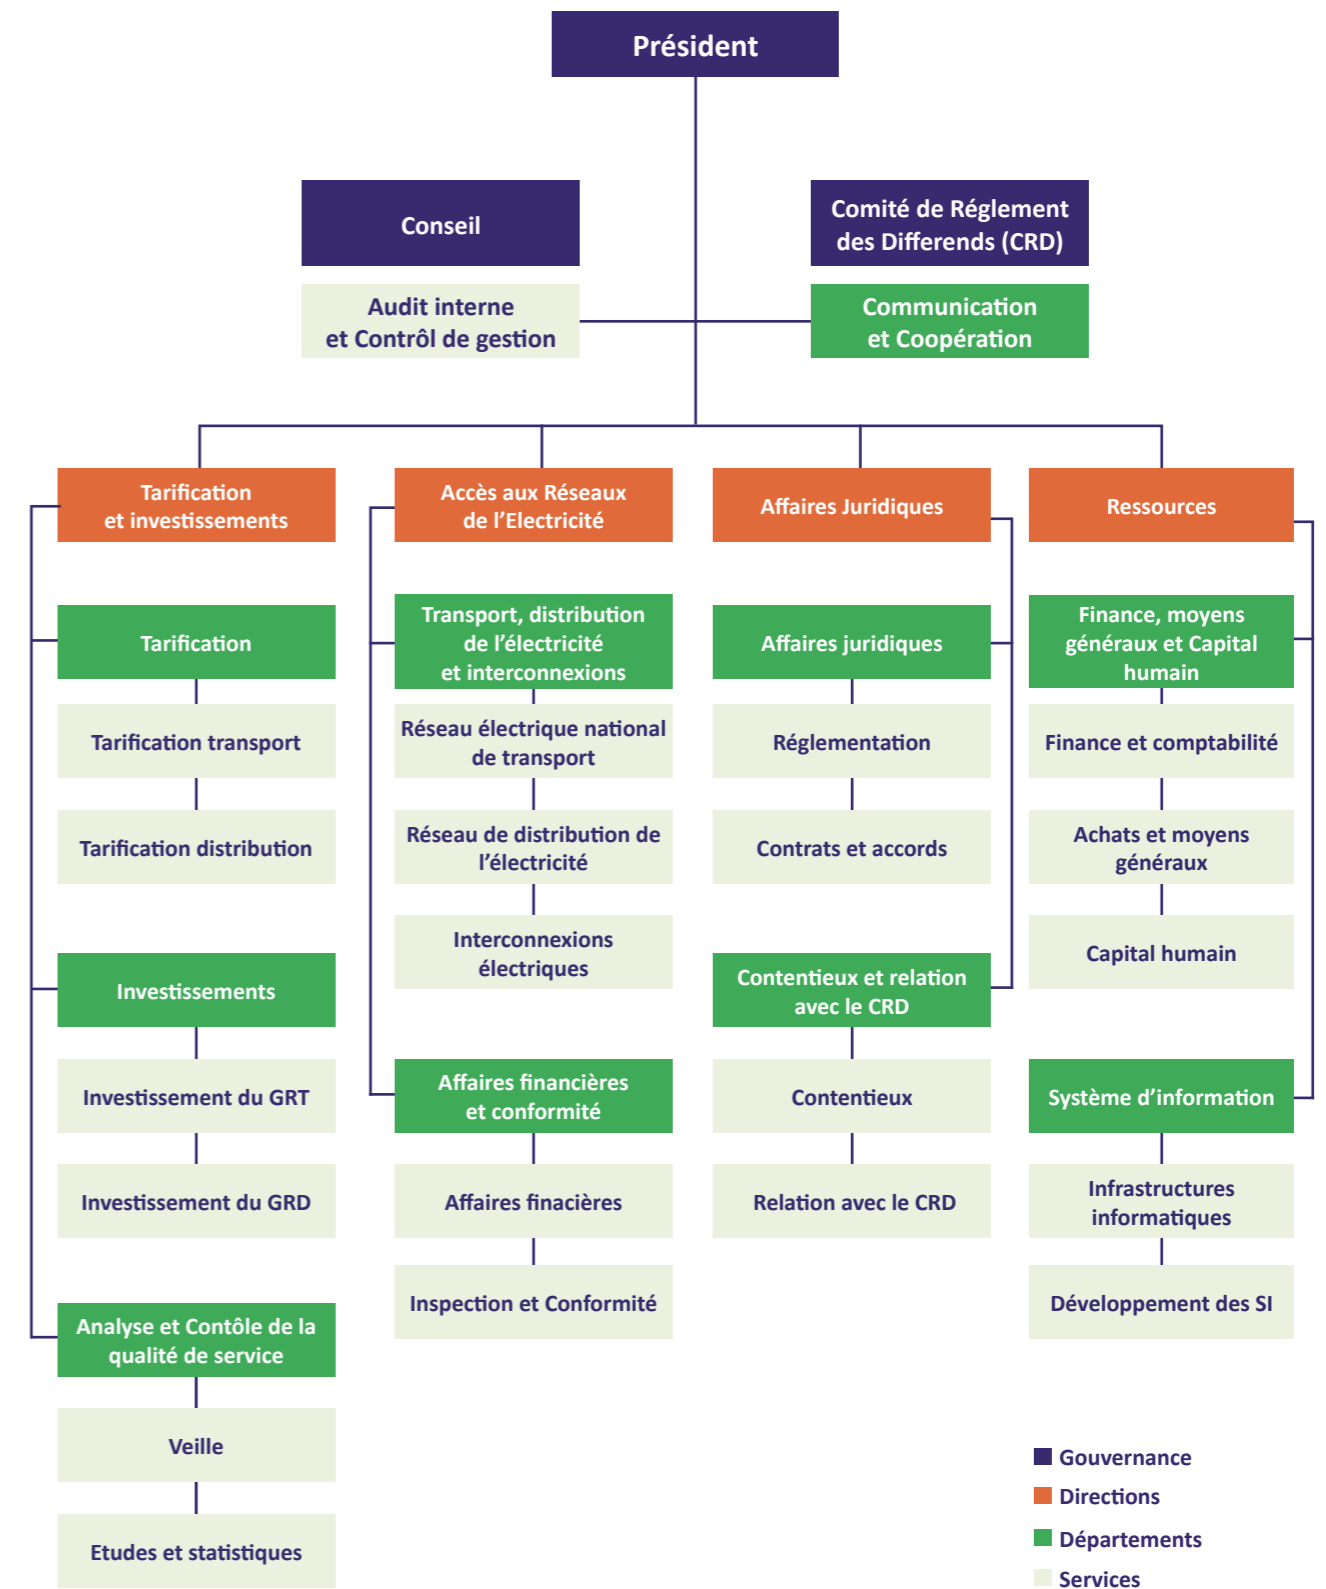 Président
Conseil
Comité de Réglement
des Differends (CRD)
Audit interne
et Contrôl de gestion
Communication
et Coopération
Tarification
et investissements
Tarification
Tarification transport
Tarification distribution
Investissements
Investissement du GRT
Investissement du GRD
Analyse et Contôle de la
qualité de service
Veille
Etudes et statistiques
Accès aux Réseaux
de l’Electricité
Transport, distribution
de l’électricité
et interconnexions
Réseau électrique national
de transport
Réseau de distribution de
l’électricité
Interconnexions
électriques
Affaires financières
et conformité
Affaires finacières
Inspection et Conformité
Affaires Juridiques
Affaires juridiques
Réglementation
Contrats et accords
Contentieux et relation
avec le CRD
Contentieux
Relation avec le CRD
Ressources
Finance, moyens
généraux et Capital
humain
Finance et comptabilité
Achats et moyens
généraux
Capital humain
Système d’information
Infrastructures
informatiques
Développement des SI
Gouvernance
Directions
Départements
Services